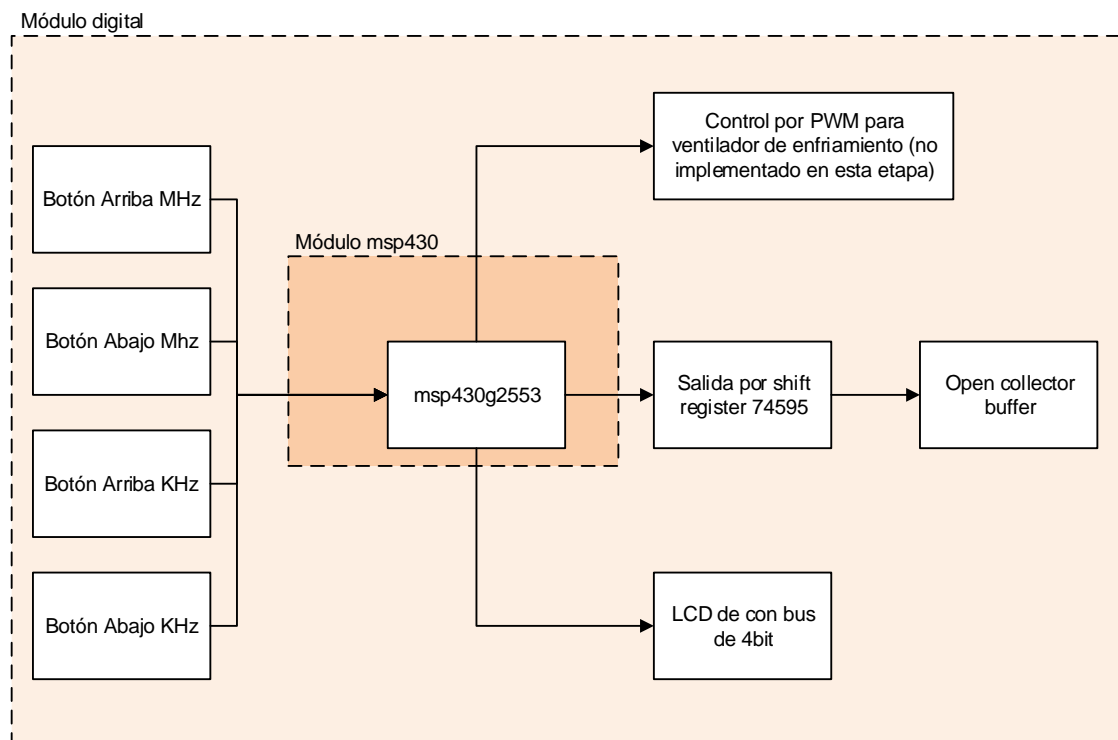 Módulo digital
Control por PWM para
ventilador de enfriamiento (no
implementado en esta etapa)
Botón Arriba MHz
Módulo msp430
Botón Abajo Mhz
msp430g2553
Salida por shift
register 74595
Open collector
buffer
Botón Arriba KHz
Botón Abajo KHz
LCD de con bus
de 4bit